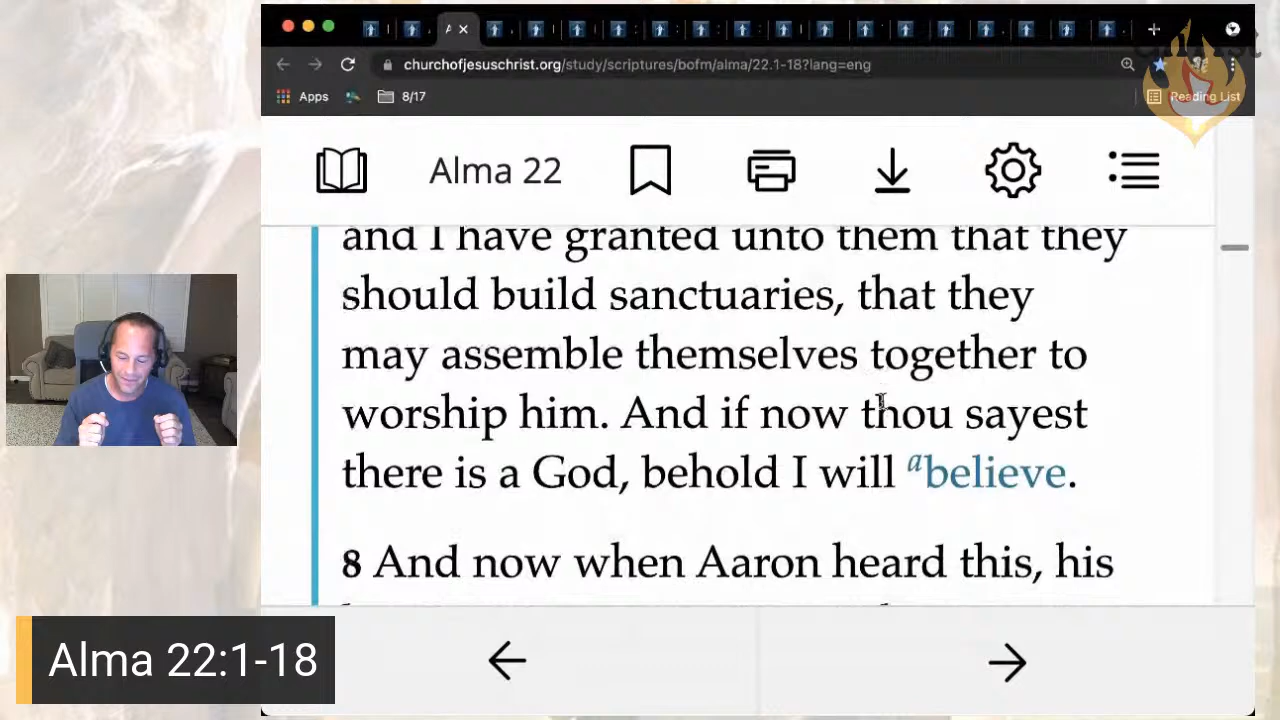 churchofjesuschrist.org/study/scriptures/bofm/alma/22.1-18?lang=eng
Apps
8/17
Reading List
Alma 22
and I have granted unto them that they
should build sanctuaries, that they
may assemble themselves together to
worship him. And if now thou sayest
there is a God, behold I will ᵃbelieve.
8 And now when Aaron heard this, his
Alma 22:1-18